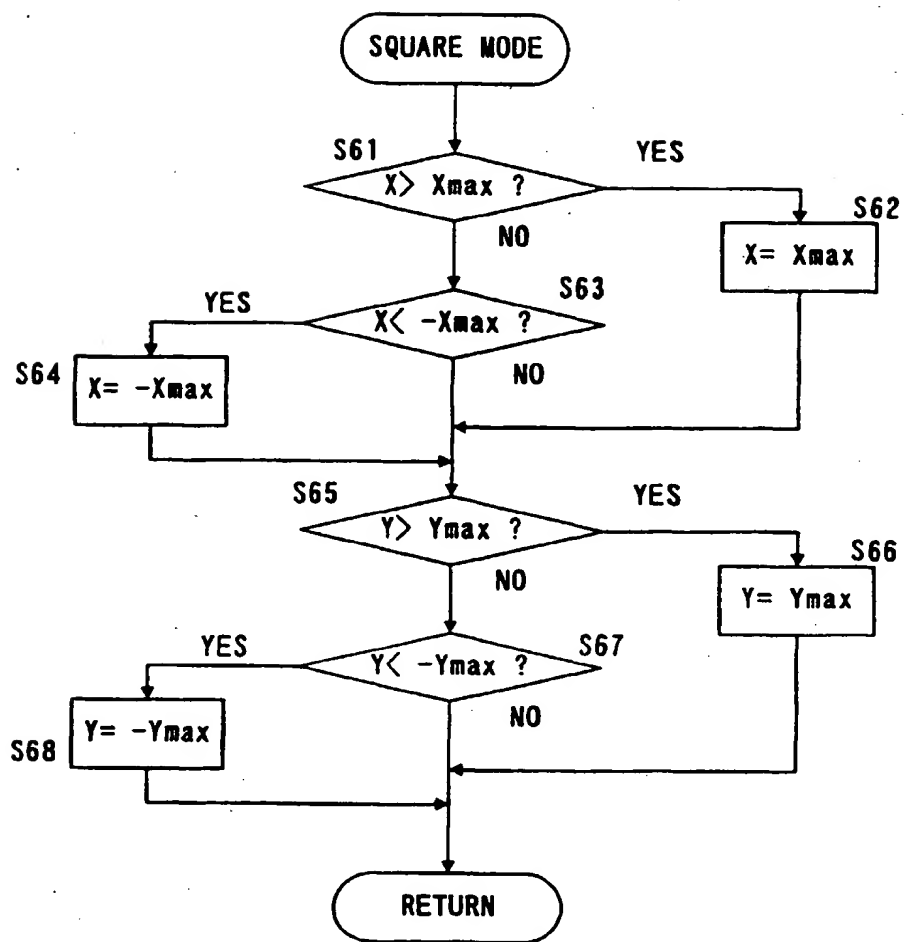 SQUARE MODE
S61
YES
X> Xmax ?
S62
NO
X= Xmax
YES
S63
X< -Xmax ?
S64
NO
X= -Xmax
S65
YES
Y> Ymax ?
S66
NO
Y= Ymax
YES
S67
Y< -Ymax ?
NO
Y= -Ymax
S68
RETURN